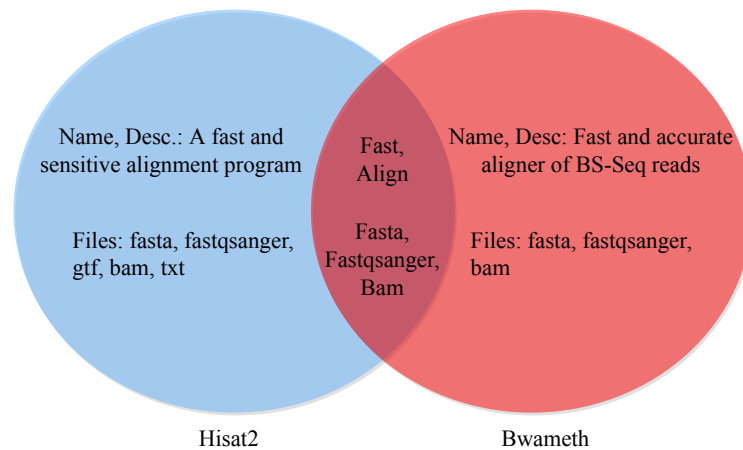 Name, Desc.: A fast and
sensitive alignment program
Files: fasta, fastqsanger,
gtf, bam, txt
Fast,
Align
Fasta,
Fastqsanger,
Bam
Name, Desc: Fast and accurate
aligner of BS-Seq reads
Files: fasta, fastqsanger,
bam
Hisat2
Bwameth